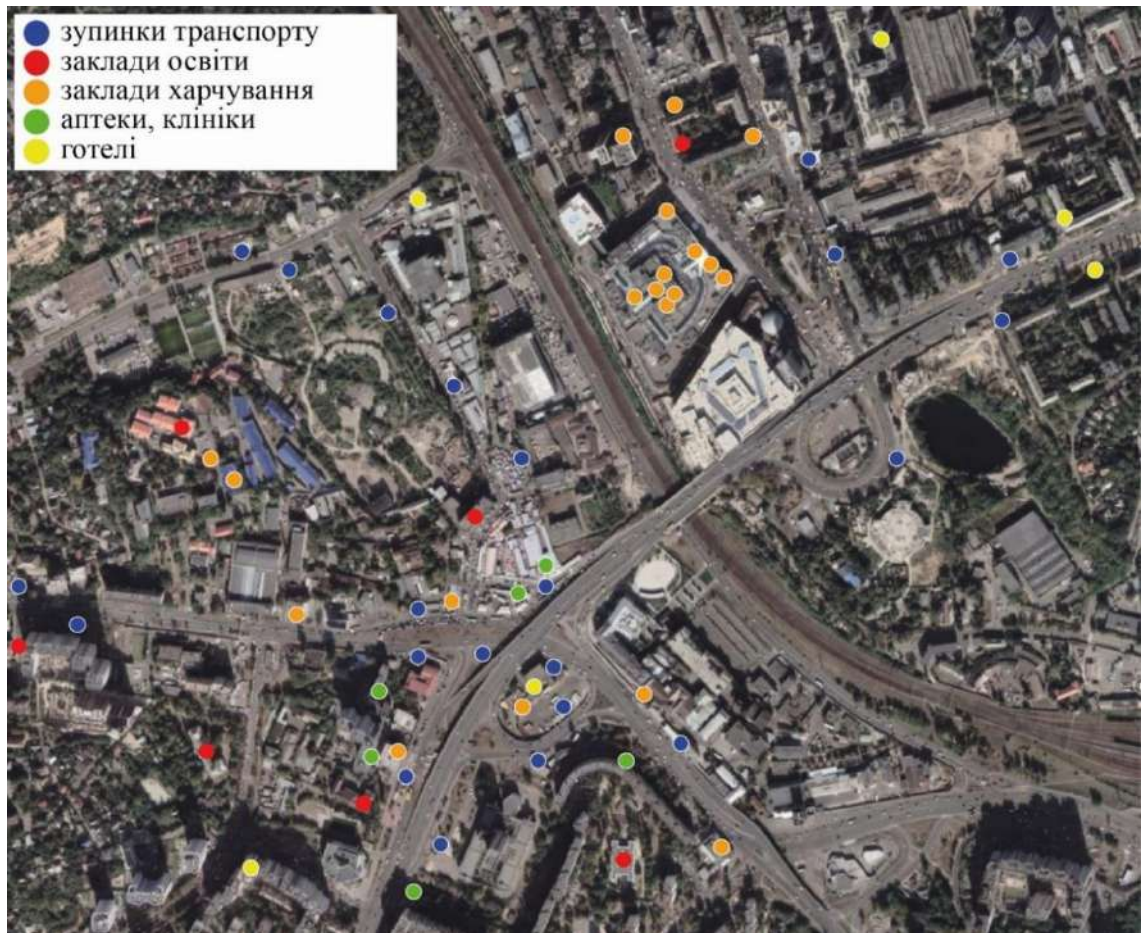 зупинки транспорту
заклади освіти
заклади харчування
аптеки, клініки
готелі